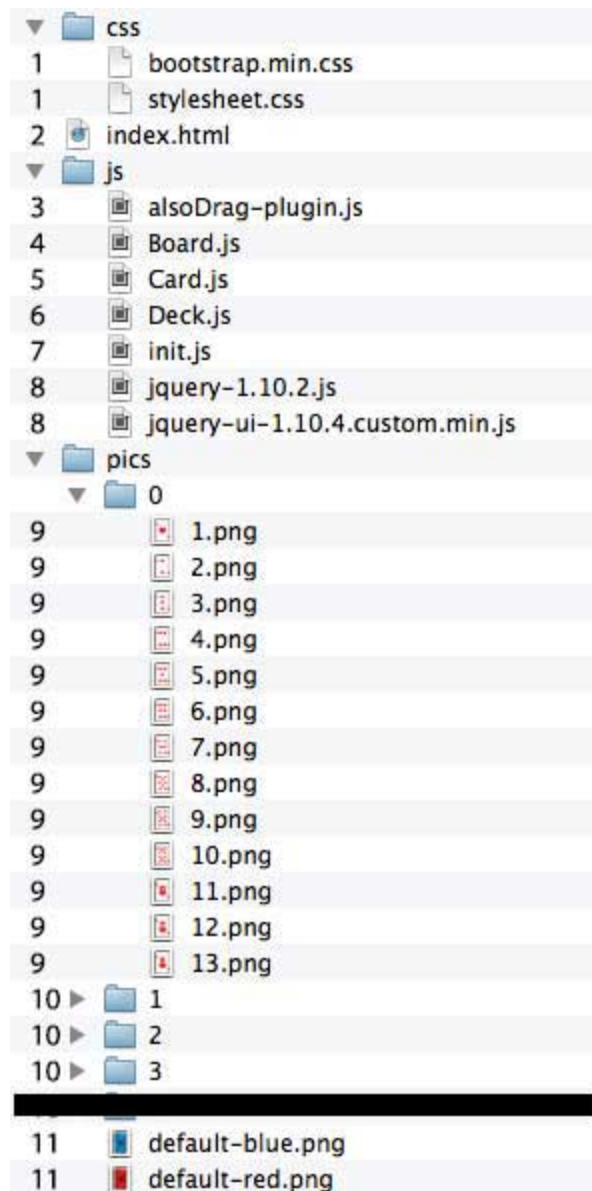 css
1 bootstrap.min.css
1 stylesheet.css
2 index.html
js
3 alsoDrag-plugin.js
4 Board.js
5 Card.js
6 Deck.js
7 init.js
8 jquery-1.10.2.js
8 jquery-ui-1.10.4.custom.min.js
pics
0
9 1.png
9 2.png
9 3.png
9 4.png
9 5.png
9 6.png
9 7.png
9 8.png
9 9.png
9 10.png
9 11.png
9 12.png
9 13.png
10 1
10 2
10 3
11 default-blue.png
11 default-red.png